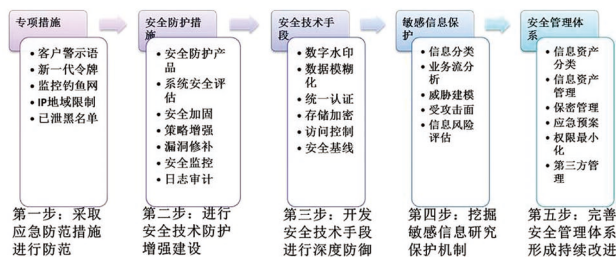 专项措施
• 客户警示语
• 新一代令牌
• 监控钓鱼网
• IP地域限制
• 已泄黑名单
第一步：采取
应急防范措施
进行防范
安全防护措
施
• 安全防护产
品
• 系统安全评
估
• 安全加固
• 策略增强
• 漏洞修补
• 安全监控
• 日志审计
第二步：进行
安全技术防护
增强建设
安全技术手
段
• 数字水印
• 数据模糊
化
• 统一认证
• 存储加密
• 访问控制
• 安全基线
第三步：开发
安全技术手段
进行深度防御
敏感信息保
护
• 信息分类
• 业务流分
析
• 威胁建模
• 受攻击面
• 信息风险
评估
第四步：挖掘
敏感信息研究
保护机制
安全管理体
系
• 信息资产
分类
• 信息资产
管理
• 保密管理
• 应急预案
• 权限最小
化
• 第三方管
理
第五步：完善
安全管理体系
形成持续改进